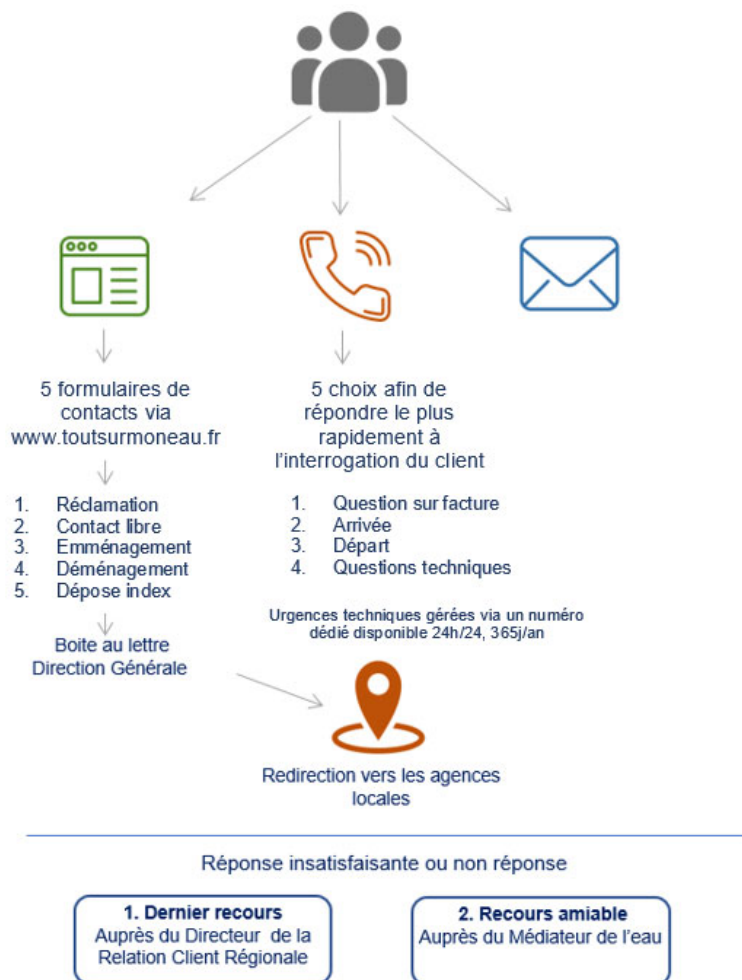 5 formulaires de
contacts via
www.toutsurmoneau.fr
1. Réclamation
2. Contact libre
3. Emménagement
4. Déménagement
5. Dépose index
Boite au lettre
Direction Générale
5 choix afin de
répondre le plus
rapidement à
l'interrogation du client
1. Question sur facture
2. Arrivée
3. Départ
4. Questions techniques
Urgences techniques gérées via un numéro
dédié disponible 24h/24, 365j/an
Redirection vers les agences
locales
Réponse insatisfaisante ou non réponse
1. Dernier recours
Auprès du Directeur de la
Relation Client Régionale
2. Recours amiable
Auprès du Médiateur de l'eau